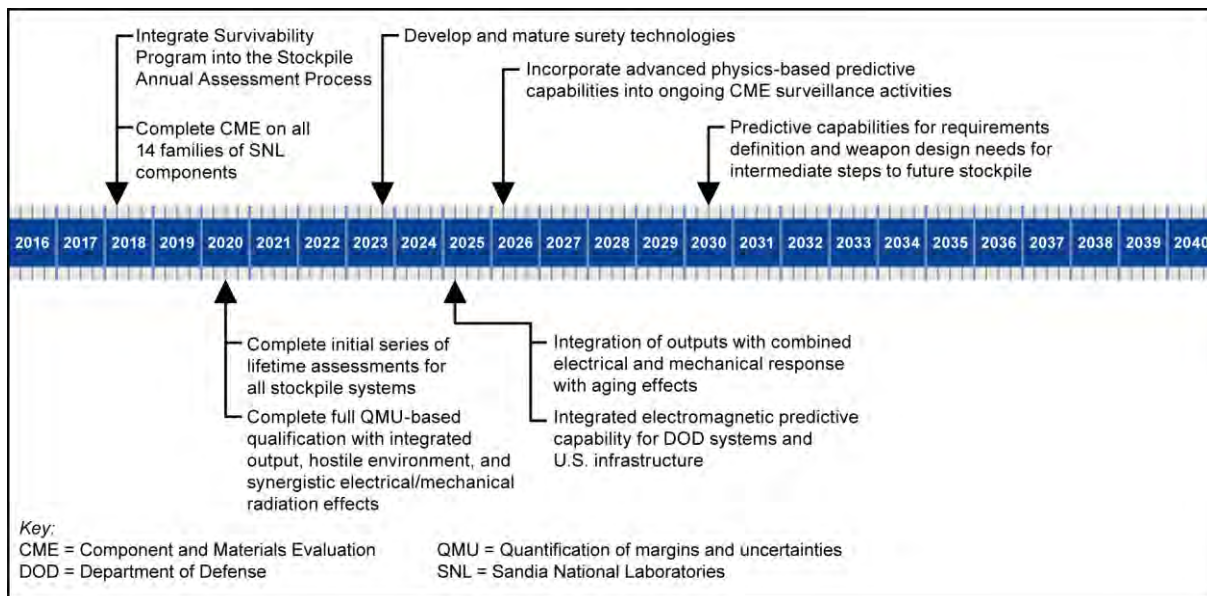 Integrate Survivability
Program into the Stockpile
Annual Assessment Process
Complete CME on all
14 families of SNL
components
Develop and mature surety technologies
Incorporate advanced physics-based predictive
capabilities into ongoing CME surveillance activities
Predictive capabilities for requirements
definition and weapon design needs for
intermediate steps to future stockpile
2016 2017 2018 2019 2020 2021 2022 2023 2024 2025 2026 2027 2028 2029 2030 2031 2032 2033 2034 2035 2036 2037 2038 2039 2040
Complete initial series of
lifetime assessments for
all stockpile systems
Complete full QMU-based
qualification with integrated
output, hostile environment, and
synergistic electrical/mechanical
radiation effects
Integration of outputs with combined
electrical and mechanical response
with aging effects
Integrated electromagnetic predictive
capability for DOD systems and
U.S. infrastructure
Key:
CME = Component and Materials Evaluation
DOD = Department of Defense
QMU = Quantification of margins and uncertainties
SNL = Sandia National Laboratories